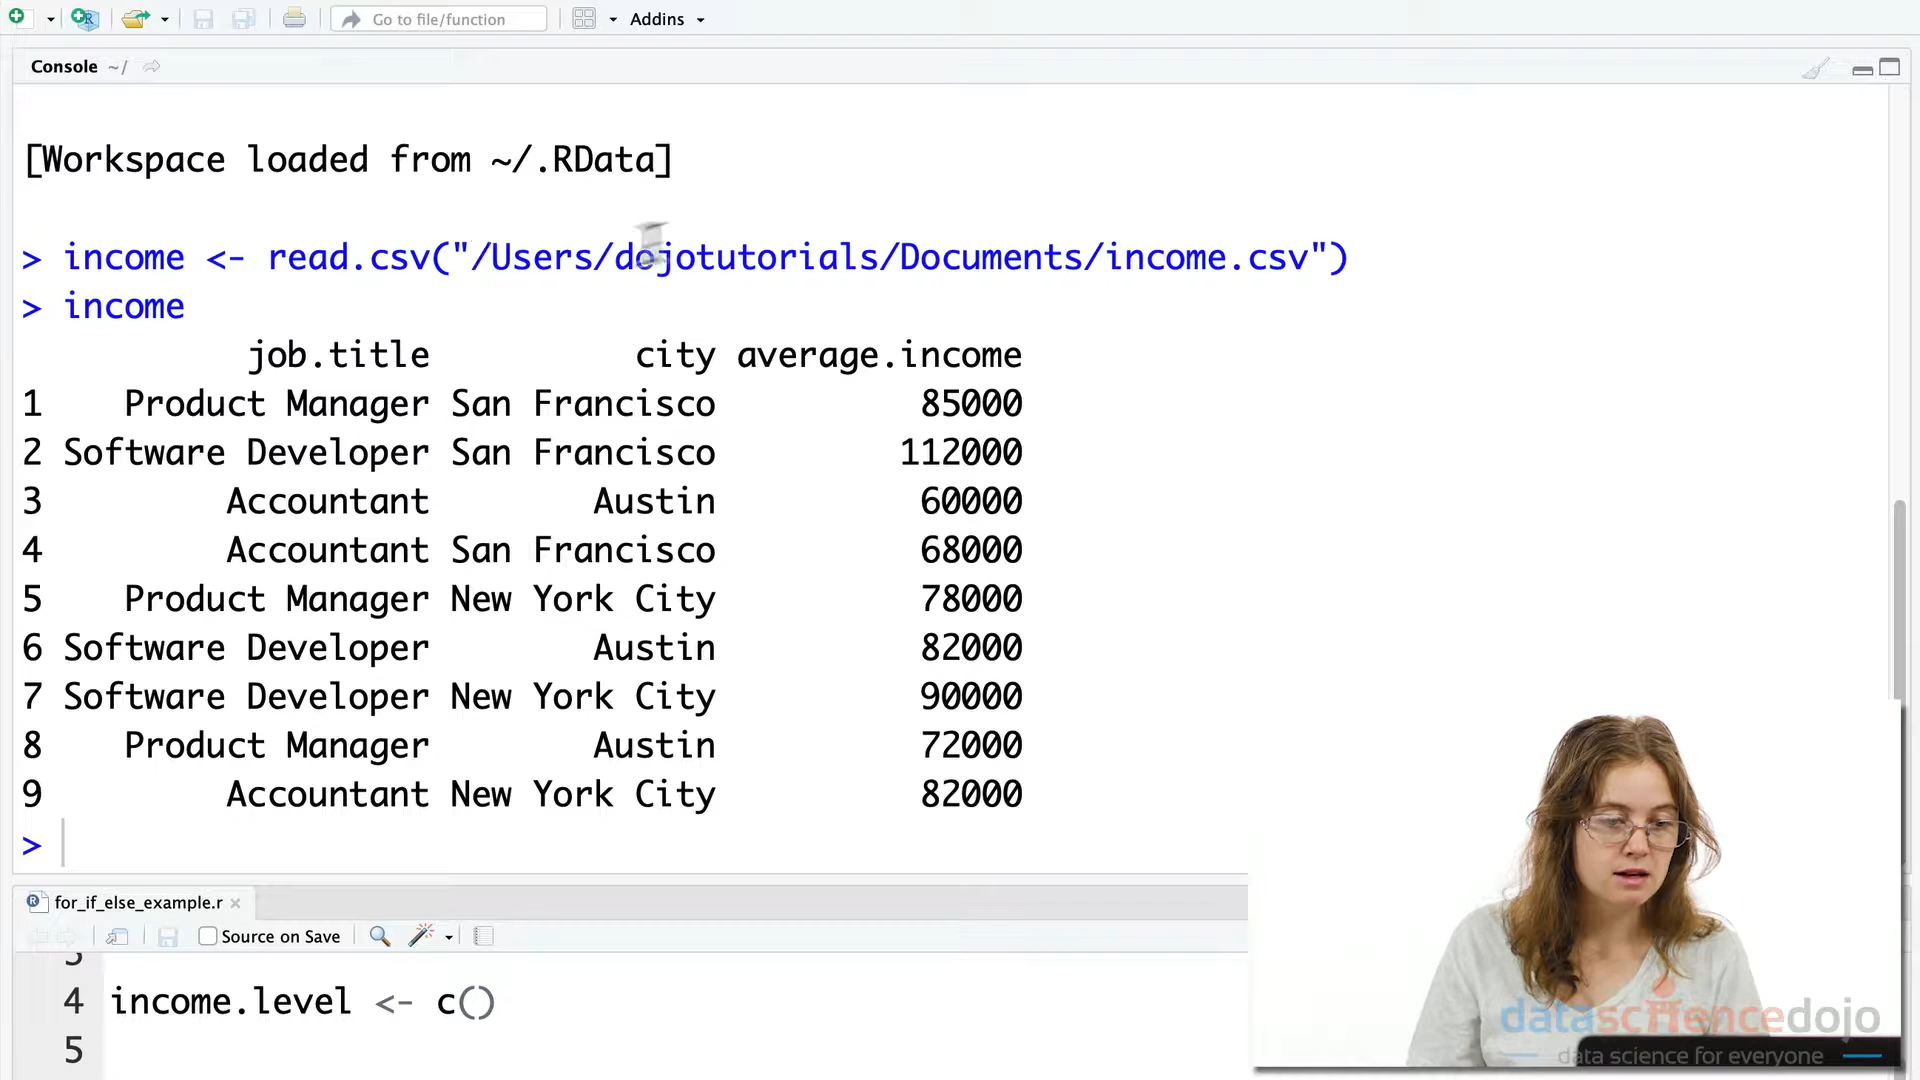 Go to file/function
Addins
Console ~/
[Workspace loaded from ~/.RData]
> income <- read.csv("/Users/dojotutorials/Documents/income.csv")
> income
job.title city average.income
1 Product Manager San Francisco 85000
2 Software Developer San Francisco 112000
3 Accountant Austin 60000
4 Accountant San Francisco 68000
5 Product Manager New York City 78000
6 Software Developer Austin 82000
7 Software Developer New York City 90000
8 Product Manager Austin 72000
9 Accountant New York City 82000
>
for_if_else_example.r
Source on Save
3
4 income.level <- c()
5
datasciencedojo
data science for everyone